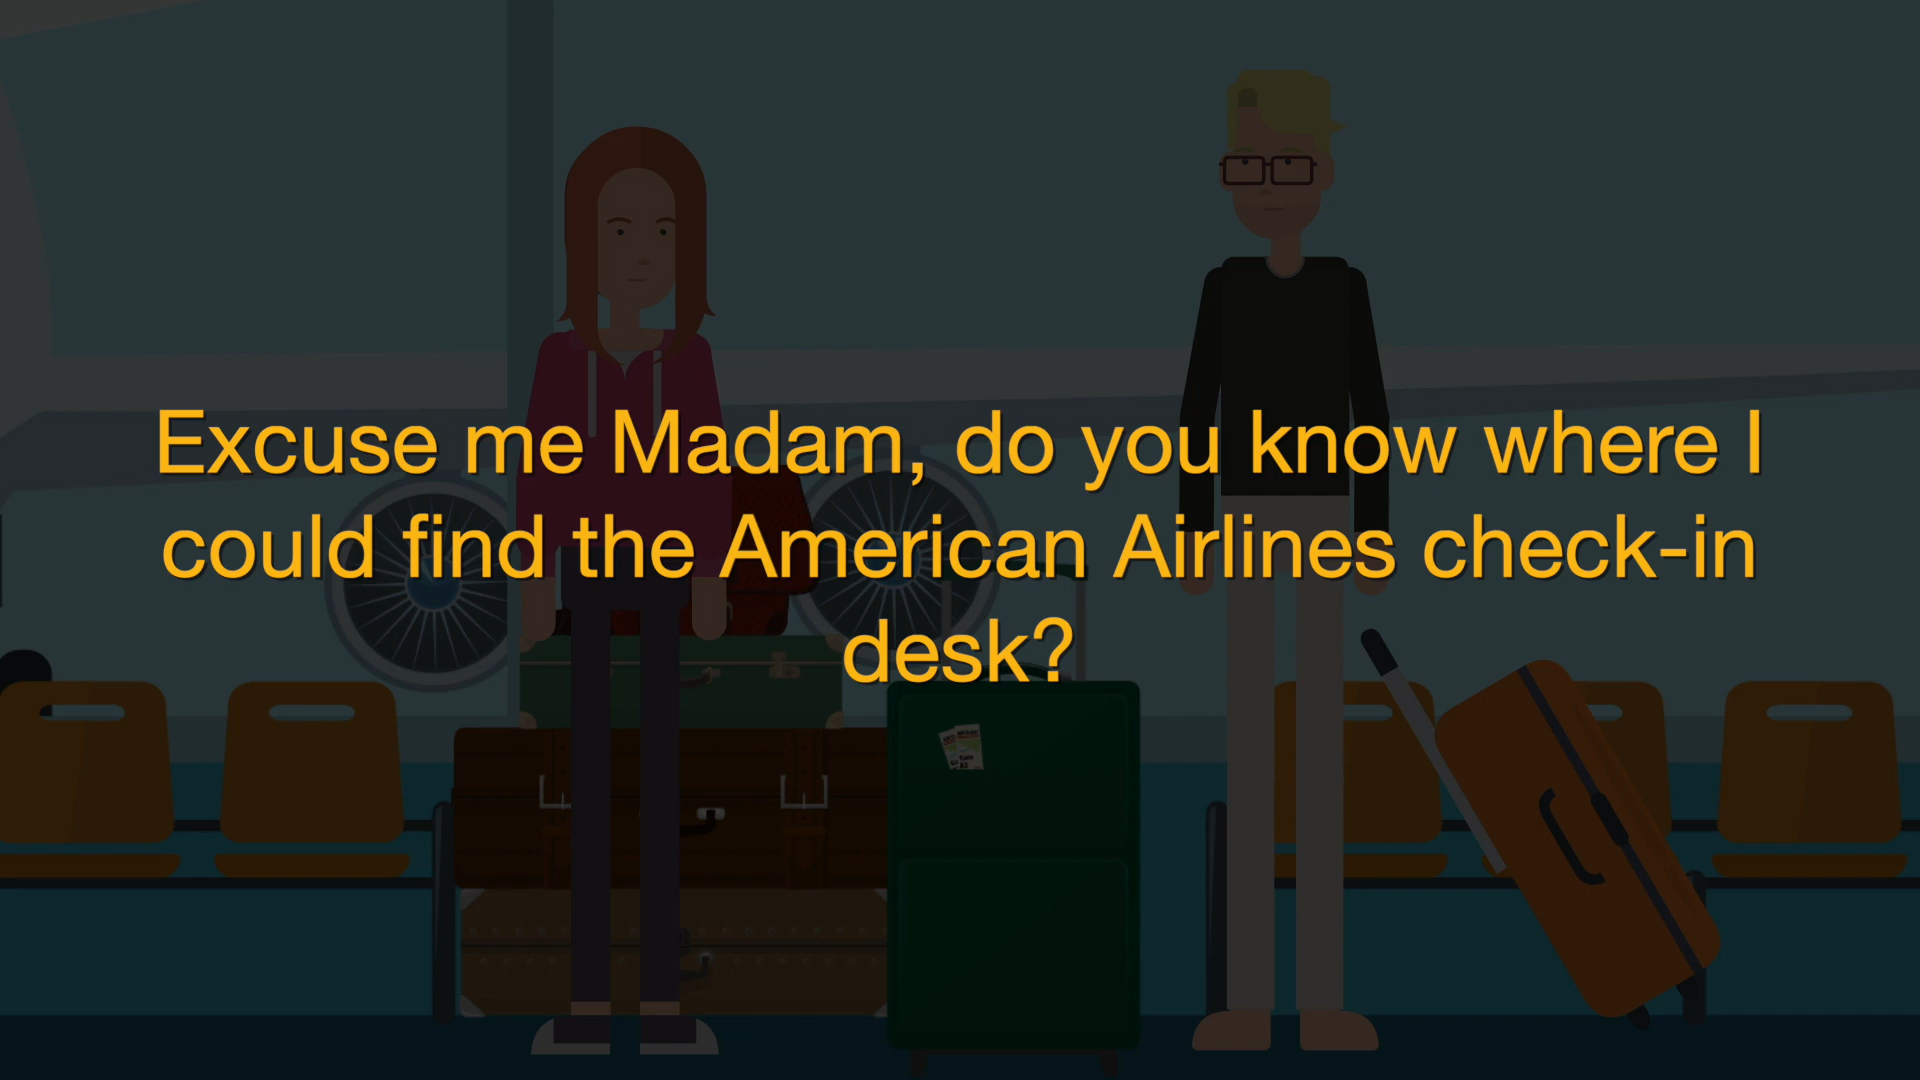 Excuse me Madam, do you know where I
could find the American Airlines check-in
desk?